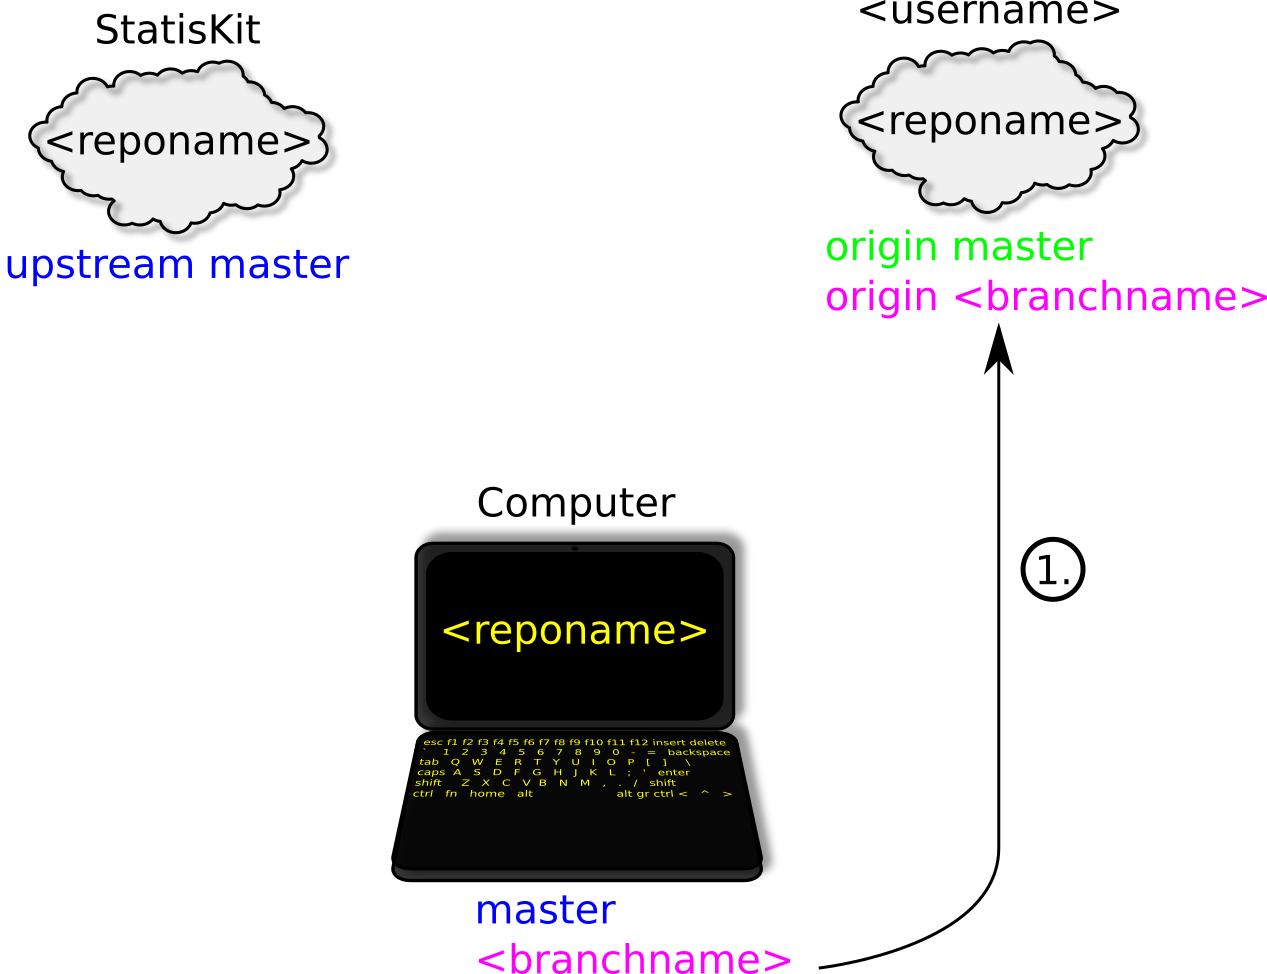 StatisKit
<reponame>
upstream master
<username>
<reponame>
origin master
origin <branchname>
1.
Computer
<reponame>
esc f1 f2 f3 f4 f5 f6 f7 f8 f9 f10 f11 f12 insert delete
` 1 2 3 4 5 6 7 8 9 0 - = backspace
tab Q W E R T Y U I O P [ ] \
caps A S D F G H J K L ; ' enter
shift Z X C V B N M , . / shift
ctrl fn home alt alt gr ctrl < ^ >
master
<branchname>